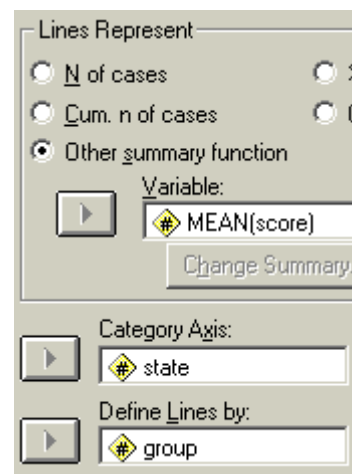 Lines Represent
N of cases
Cum. n of cases
Other summary function
Variable:
MEAN(score)
Change Summary
Category Axis:
# state
Define Lines by:
# group